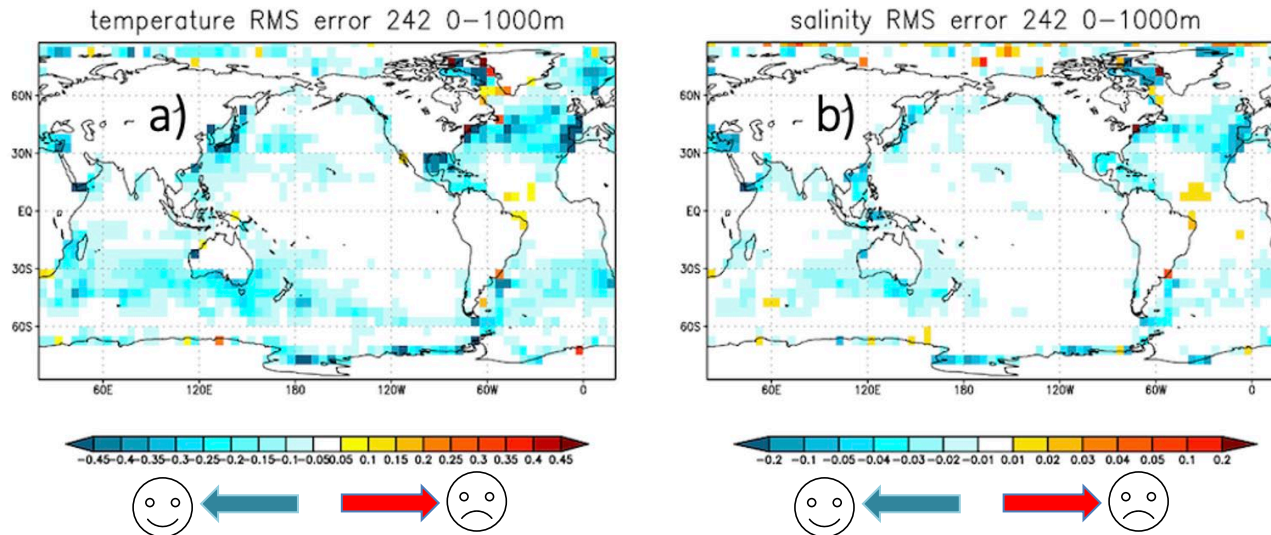 temperature RMS error 242 0-1000m
a)
60N
30N
EQ
30S
60S
60E 120E 180 120W 60W 0
-0.45-0.4-0.35-0.3-0.25-0.2-0.15-0.1-0.050.05 0.1 0.15 0.2 0.25 0.3 0.35 0.4 0.45
salinity RMS error 242 0-1000m
b)
60N
30N
EQ
30S
60S
60E 120E 180 120W 60W 0
-0.2 -0.1 -0.05 -0.04 -0.03 -0.02 -0.01 0.01 0.02 0.03 0.04 0.05 0.1 0.2